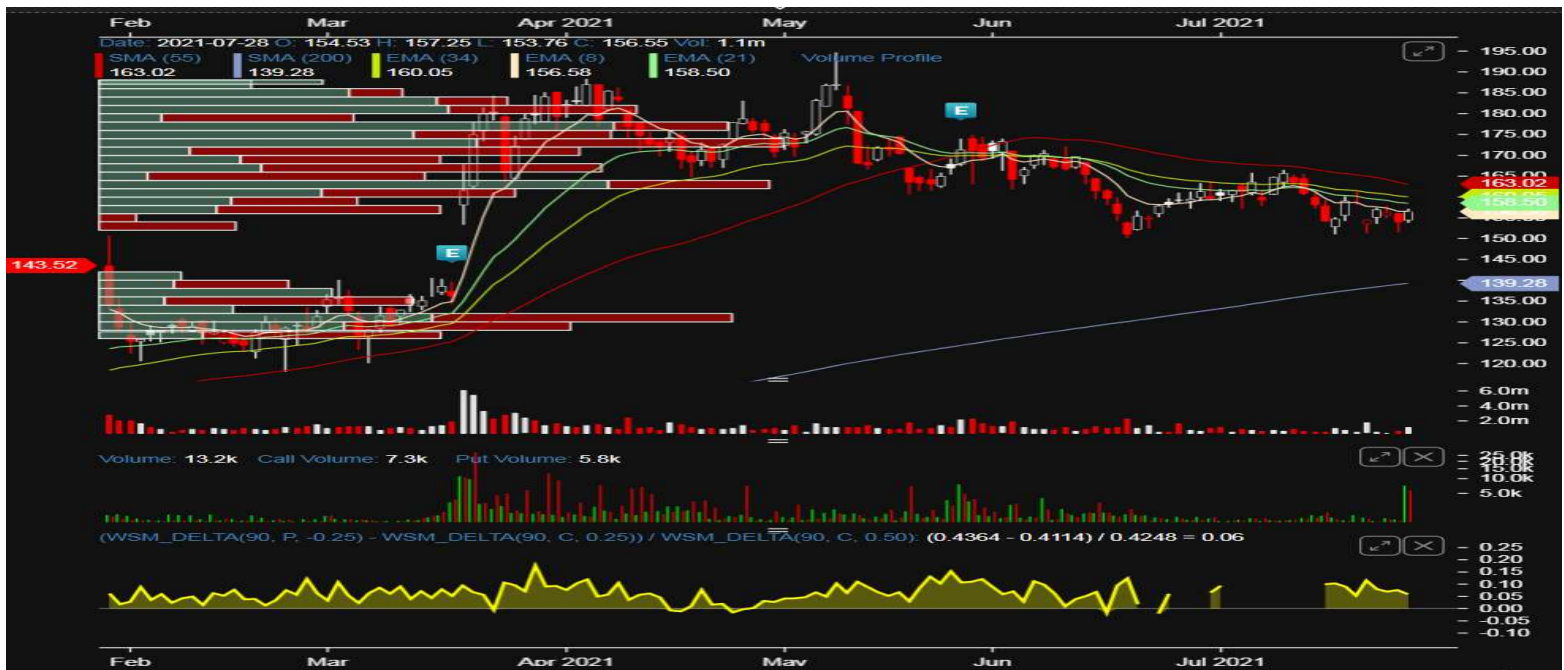 Feb Mar Apr 2021 May Jun Jul 2021
Date: 2021-07-28 O: 154.53 H: 157.25 L: 153.76 C: 156.55 Vol: 1.1m
SMA (55) SMA (200) EMA (34) EMA (8) EMA (21) Volume Profile
163.02 139.28 160.05 156.58 158.50
195.00
190.00
185.00
180.00
175.00
170.00
165.00
163.02
158.50
150.00
145.00
143.52
139.28
135.00
130.00
125.00
120.00
E
E
6.0m
4.0m
2.0m
Volume: 13.2k Call Volume: 7.3k Put Volume: 5.8k
25.0k
20.0k
15.0k
10.0k
5.0k
(WSM_DELTA(90, P, -0.25) - WSM_DELTA(90, C, 0.25)) / WSM_DELTA(90, C, 0.50): (0.4364 - 0.4114) / 0.4248 = 0.06
0.25
0.20
0.15
0.10
0.05
0.00
-0.05
-0.10
Feb Mar Apr 2021 May Jun Jul 2021